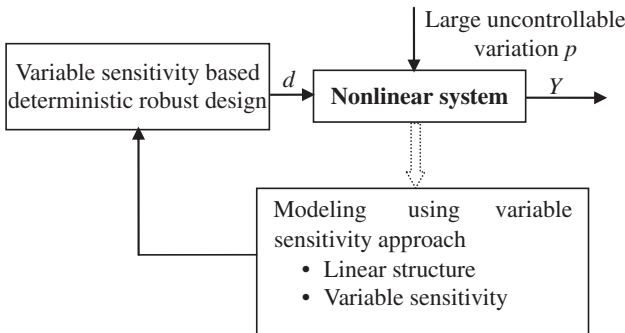 Large uncontrollable
variation p
Variable sensitivity based
deterministic robust design
d
Nonlinear system
Y
Modeling using variable
sensitivity approach
• Linear structure
• Variable sensitivity